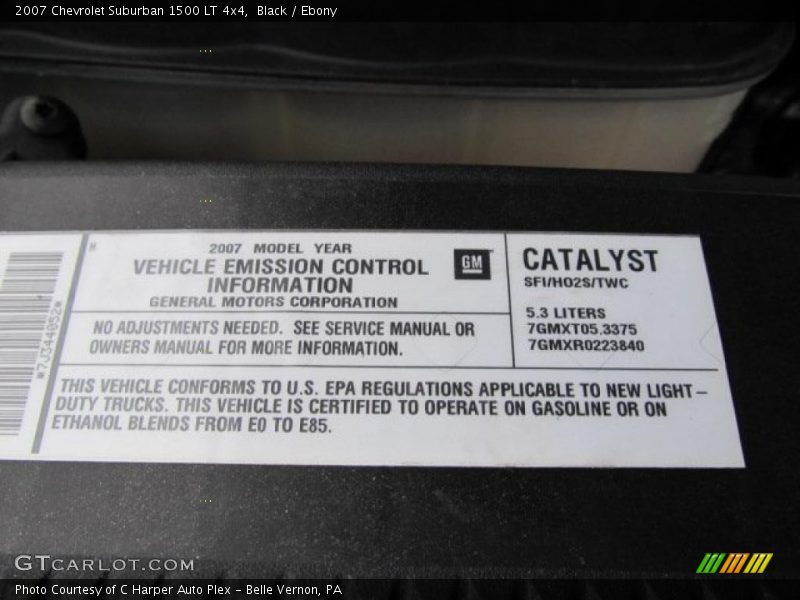 2007 Chevrolet Suburban 1500 LT 4x4, Black / Ebony
*7J344052*
H
2007 MODEL YEAR
VEHICLE EMISSION CONTROL
INFORMATION
GENERAL MOTORS CORPORATION
GM
NO ADJUSTMENTS NEEDED. SEE SERVICE MANUAL OR
OWNERS MANUAL FOR MORE INFORMATION.
CATALYST
SFI/HO2S/TWC
5.3 LITERS
7GMXT05.3375
7GMXR0223840
THIS VEHICLE CONFORMS TO U.S. EPA REGULATIONS APPLICABLE TO NEW LIGHT-
DUTY TRUCKS. THIS VEHICLE IS CERTIFIED TO OPERATE ON GASOLINE OR ON
ETHANOL BLENDS FROM E0 TO E85.
GTCARLOT.COM
Photo Courtesy of C Harper Auto Plex - Belle Vernon, PA